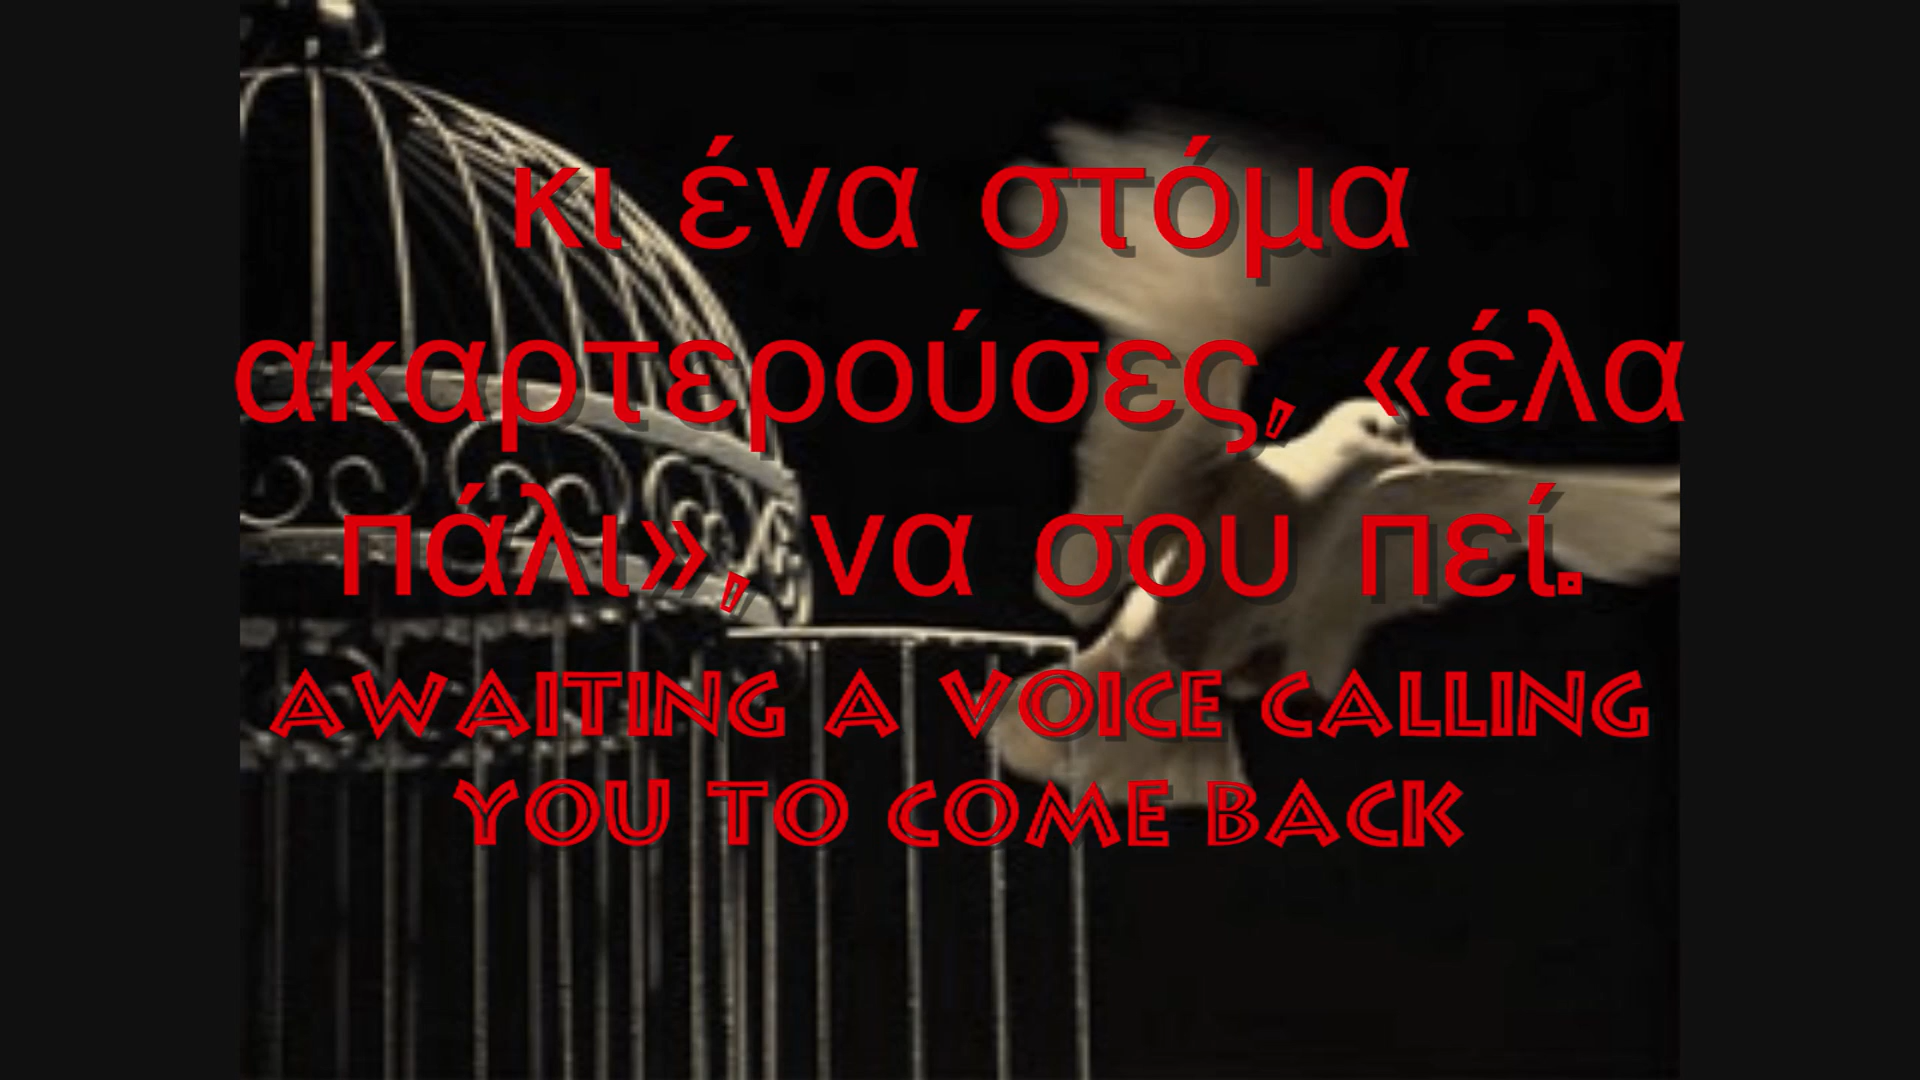 κι ένα στόμα
ακαρτερούσες, «έλα
πάλι», να σου πεί.
AWAITING A VOICE CALLING
YOU TO COME BACK